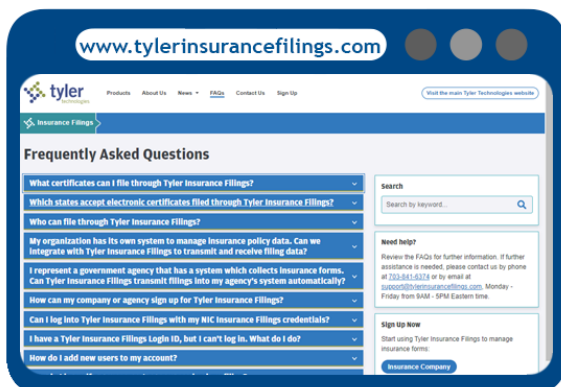 www.tylerinsurancefilings.com
tyler
technologies
Products About Us News FAQs Contact Us Sign Up
Visit the main Tyler Technologies website
Insurance Filings
Frequently Asked Questions
What certificates can I file through Tyler Insurance Filings?
Which states accept electronic certificates filed through Tyler Insurance Filings?
Who can file through Tyler Insurance Filings?
My organization has its own system to manage insurance policy data. Can we
integrate with Tyler Insurance Filings to transmit and receive filing data?
I represent a government agency that has a system which collects insurance forms.
Can Tyler Insurance Filings transmit filings into my agency's system automatically?
How can my company or agency sign up for Tyler Insurance Filings?
Can I log into Tyler Insurance Filings with my NIC Insurance Filings credentials?
I have a Tyler Insurance Filings Login ID, but I can't log in. What do I do?
How do I add new users to my account?
Search
Search by keyword...
Need help?
Review the FAQs for further information. If further
assistance is needed, please contact us by phone
at 703-841-6374 or by email at
support@tylerinsurancefilings.com, Monday -
Friday from 9AM - 5PM Eastern time.
Sign Up Now
Start using Tyler Insurance Filings to manage
insurance forms:
Insurance Company